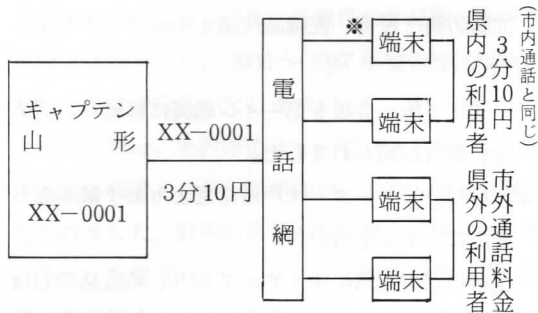 キャプテン
山形
XX—0001
XX—0001
3分10円
電話網
※
端末
端末
端末
端末
県内の利用者
3分10円
(市内通話と同じ)
県外の利用者
市外通話料金